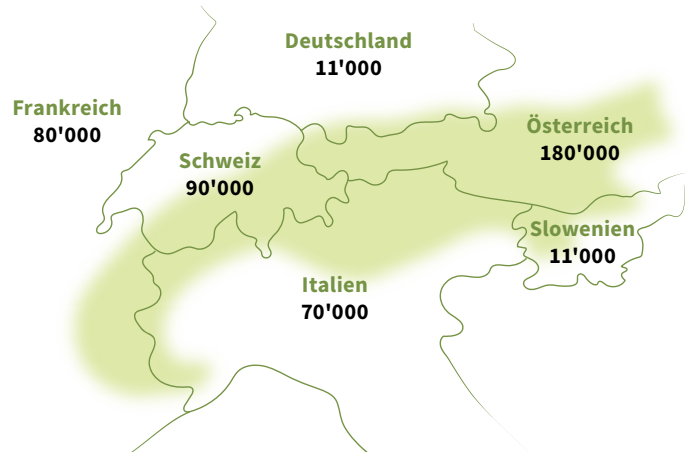 Deutschland
11'000
Frankreich
80'000
Österreich
180'000
Schweiz
90'000
Slowenien
11'000
Italien
70'000